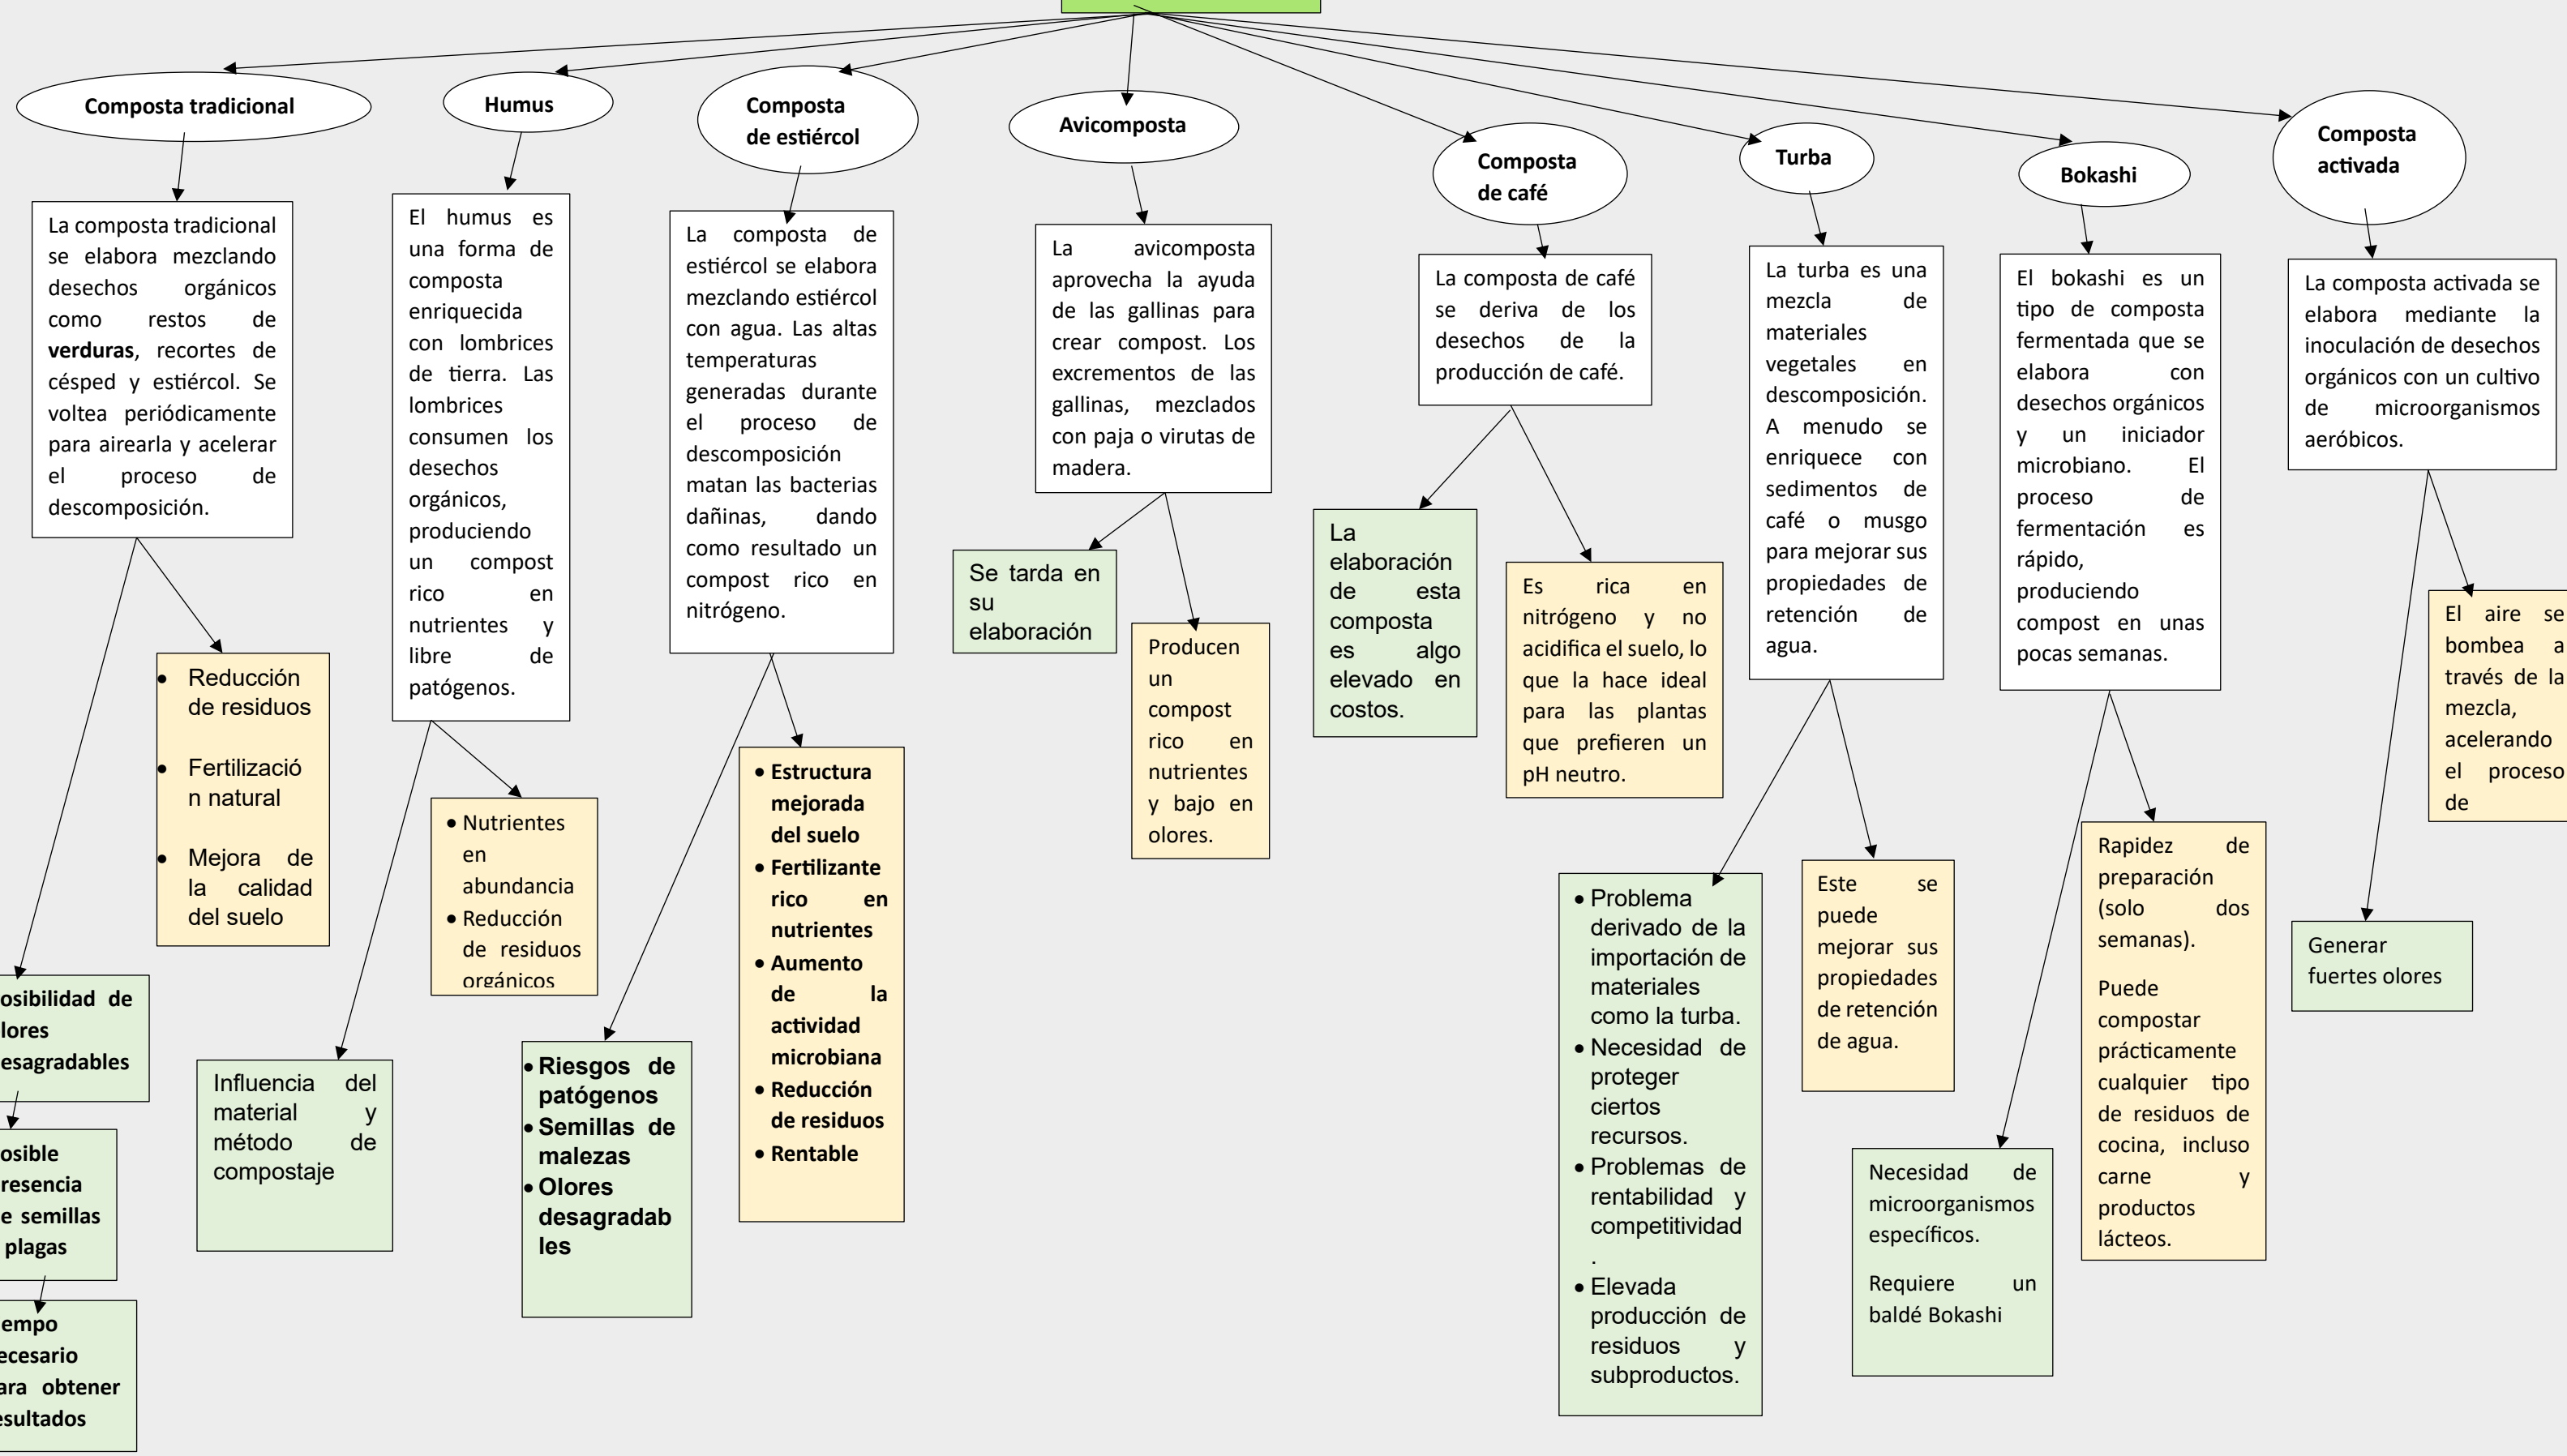 Composta tradicional
Humus
Composta
de estiércol
Avicomposta
Composta
de café
Turba
Bokashi
Composta
activada
La composta tradicional
se elabora mezclando
desechos orgánicos
como restos de
verduras, recortes de
césped y estiércol. Se
voltea periódicamente
para airearla y acelerar
el proceso de
descomposición.
El humus es
una forma de
composta
enriquecida
con lombrices
de tierra. Las
lombrices
consumen los
desechos
orgánicos,
produciendo
un compost
rico en
nutrientes y
libre de
patógenos.
La composta de
estiércol se elabora
mezclando estiércol
con agua. Las altas
temperaturas
generadas durante
el proceso de
descomposición
matan las bacterias
dañinas, dando
como resultado un
compost rico en
nitrógeno.
La avicomposta
aprovecha la ayuda
de las gallinas para
crear compost. Los
excrementos de las
gallinas, mezclados
con paja o virutas de
madera.
La composta de café
se deriva de los
desechos de la
producción de café.
La turba es una
mezcla de
materiales
vegetales en
descomposición.
A menudo se
enriquece con
sedimentos de
café o musgo
para mejorar sus
propiedades de
retención de
agua.
El bokashi es un
tipo de composta
fermentada que se
elabora con
desechos orgánicos
y un iniciador
microbiano. El
proceso de
fermentación es
rápido,
produciendo
compost en unas
pocas semanas.
La composta activada se
elabora mediante la
inoculación de desechos
orgánicos con un cultivo
de microorganismos
aeróbicos.
• Reducción
de residuos
• Fertilizació
n natural
• Mejora de
la calidad
del suelo
osibilidad de
lores
esagradables
osible
resencia
e semillas
plagas
empo
ecesario
ara obtener
esultados
• Nutrientes
en
abundancia
• Reducción
de residuos
orgánicos
Influencia del
material y
método de
compostaje
• Estructura
mejorada
del suelo
• Fertilizante
rico en
nutrientes
• Aumento
de la
actividad
microbiana
• Reducción
de residuos
• Rentable
• Riesgos de
patógenos
• Semillas de
malezas
• Olores
desagradab
les
Se tarda en
su
elaboración
Producen
un
compost
rico en
nutrientes
y bajo en
olores.
La
elaboración
de esta
composta
es algo
elevado en
costos.
Es rica en
nitrógeno y no
acidifica el suelo, lo
que la hace ideal
para las plantas
que prefieren un
pH neutro.
• Problema
derivado de la
importación de
materiales
como la turba.
• Necesidad de
proteger
ciertos
recursos.
• Problemas de
rentabilidad y
competitividad
.
• Elevada
producción de
residuos y
subproductos.
Este se
puede
mejorar sus
propiedades
de retención
de agua.
Necesidad de
microorganismos
específicos.
Requiere un
baldé Bokashi
Rapidez de
preparación
(solo dos
semanas).
Puede
compostar
prácticamente
cualquier tipo
de residuos de
cocina, incluso
carne y
productos
lácteos.
Generar
fuertes olores
El aire se
bombea a
través de la
mezcla,
acelerando
el proceso
de